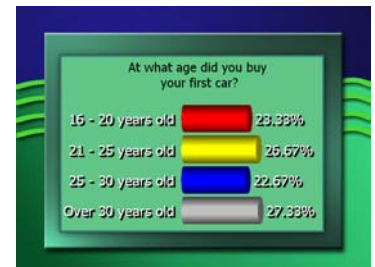 At what age did you buy
your first car?
16 - 20 years old 23.33%
21 - 25 years old 26.67%
25 - 30 years old 22.67%
Over 30 years old 27.33%